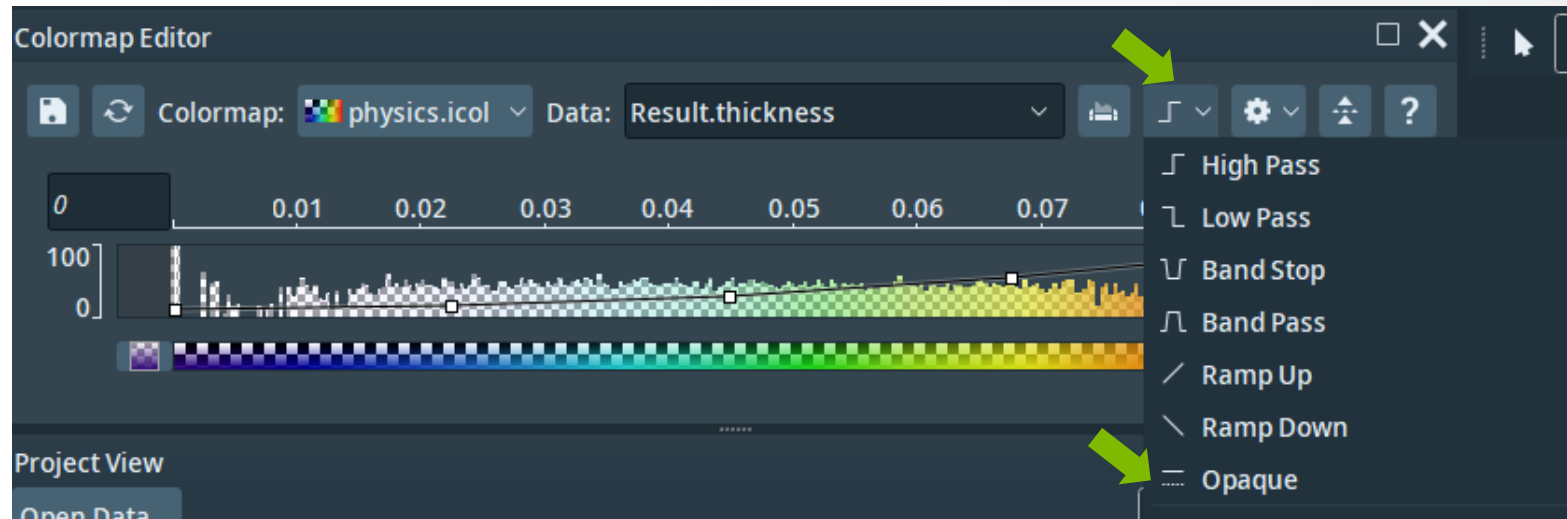 Colormap Editor
Colormap: physics.icol Data: Result.thickness ?
High Pass
0 0.01 0.02 0.03 0.04 0.05 0.06 0.07
Low Pass
100
Band Stop
0
Band Pass
Ramp Up
Ramp Down
Project View
Opaque
Open Data